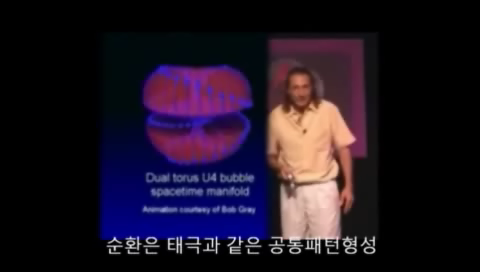 Dual torus U4 bubble
spacetime manifold
Animation courtesy of Bob Gray
순환은 태극과 같은 공통패턴형성